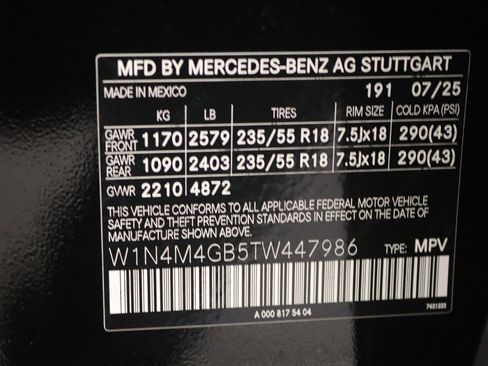 MFD BY MERCEDES-BENZ AG STUTTGART
MADE IN MEXICO 191 07/25
KG LB TIRES RIM SIZE COLD KPA (PSI)
GAWR FRONT 1170 2579 235/55 R18 7.5Jx18 290(43)
GAWR REAR 1090 2403 235/55 R18 7.5Jx18 290(43)
GVWR 2210 4872
THIS VEHICLE CONFORMS TO ALL APPLICABLE FEDERAL MOTOR VEHICLE
SAFETY AND THEFT PREVENTION STANDARDS IN EFFECT ON THE DATE OF
MANUFACTURE SHOWN ABOVE.
W1N4M4GB5TW447986 TYPE: MPV
A 000 817 54 04 7621222